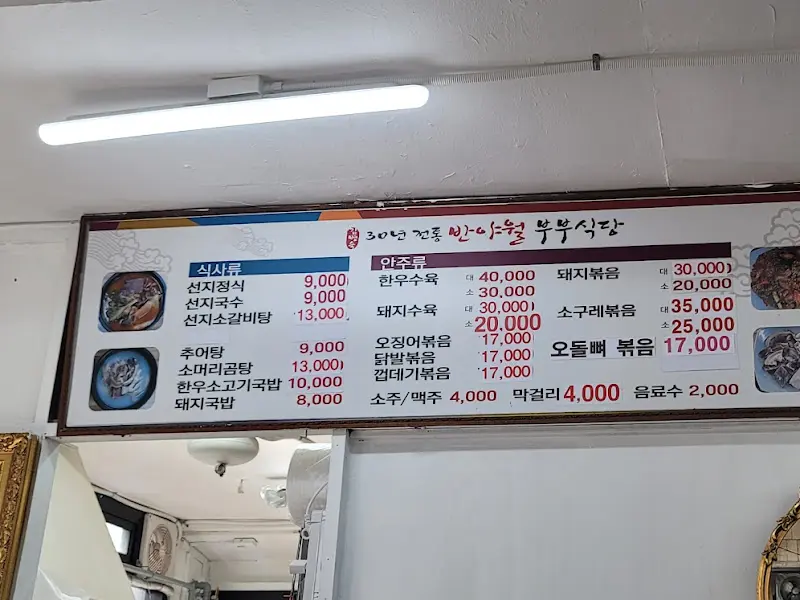 30년 전통 반야월 부부식당
식사류
선지정식 9,000
선지국수 9,000
선지소갈비탕 13,000
추어탕 9,000
소머리곰탕 13,000
한우소고기국밥 10,000
돼지국밥 8,000
안주류
한우수육 대 40,000
소 30,000
돼지수육 대 30,000
소 20,000
오징어볶음 17,000
닭발볶음 17,000
껍데기볶음 17,000
돼지볶음 대 30,000
소 20,000
소구레볶음 대 35,000
소 25,000
오돌뼈 볶음 17,000
소주/맥주 4,000 막걸리 4,000 음료수 2,000